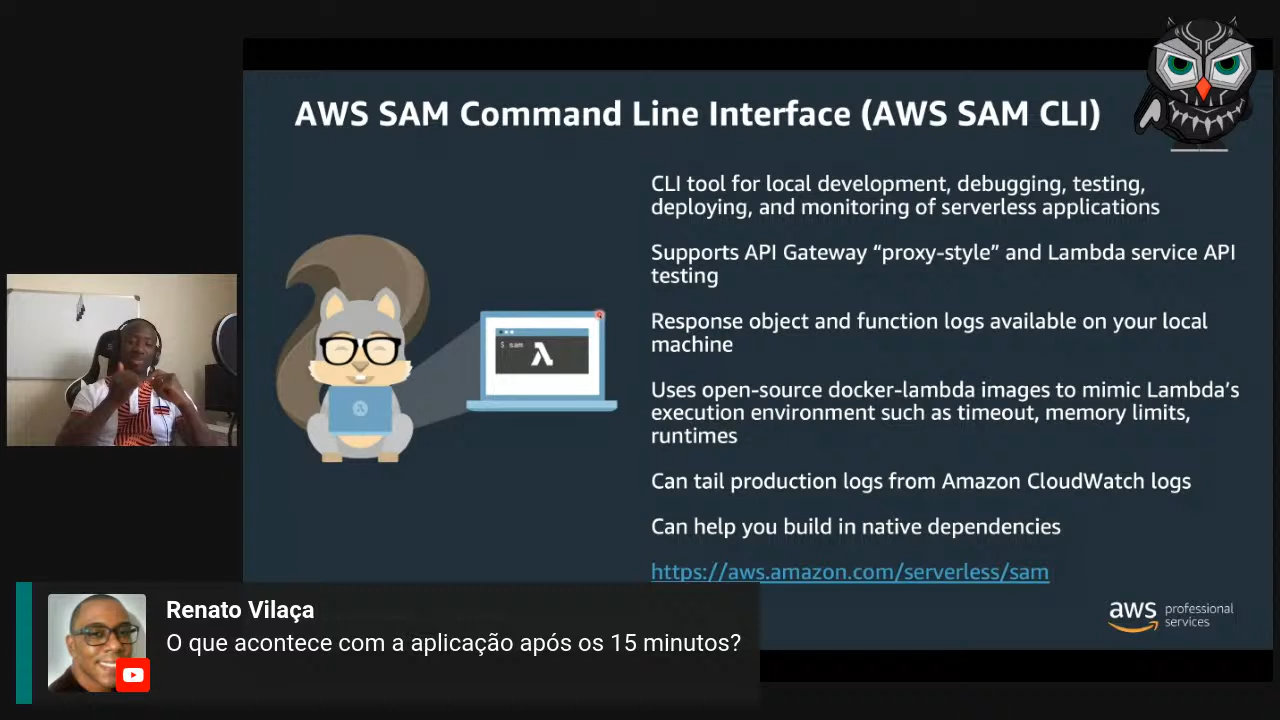 AWS SAM Command Line Interface (AWS SAM CLI)
CLI tool for local development, debugging, testing,
deploying, and monitoring of serverless applications
Supports API Gateway “proxy-style” and Lambda service API
testing
Response object and function logs available on your local
machine
Uses open-source docker-lambda images to mimic Lambda’s
execution environment such as timeout, memory limits,
runtimes
Can tail production logs from Amazon CloudWatch logs
Can help you build in native dependencies
https://aws.amazon.com/serverless/sam
$ sam
λ
λ
aws professional
services
Renato Vilaça
O que acontece com a aplicação após os 15 minutos?